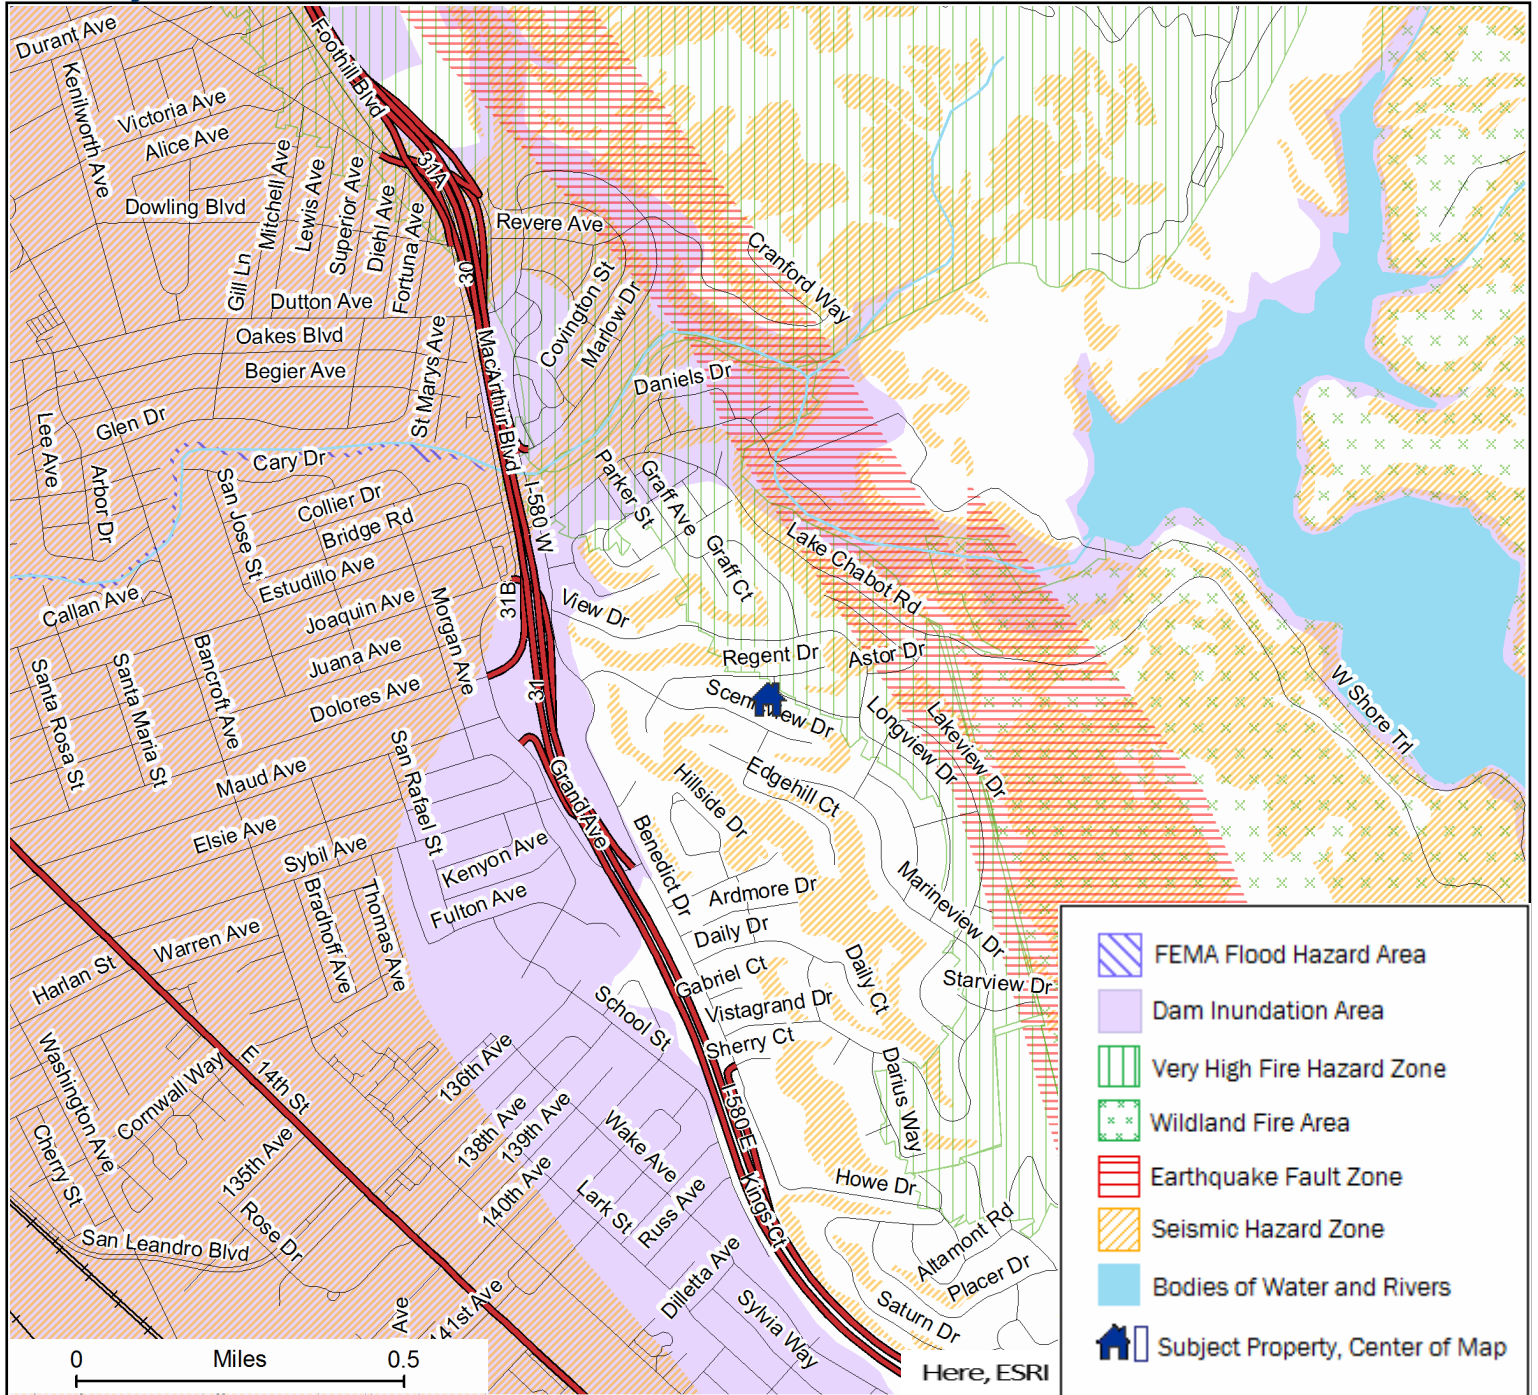 Durant Ave
Foothill Blvd
Kenilworth Ave
Victoria Ave
Alice Ave
31A
Dowling Blvd
Mitchell Ave
Lewis Ave
Superior Ave
Diehl Ave
Fortuna Ave
Gill Ln
Revere Ave
30
Cranford Way
Dutton Ave
Covington St
Marlow Dr
Oakes Blvd
Begier Ave
St Marys Ave
MacArthur Blvd
Daniels Dr
Lee Ave
Glen Dr
Arbor Dr
Cary Dr
San Jose St
Collier Dr
Bridge Rd
Estudillo Ave
I-580 W
Parker St
Graff Ave
Graff Ct
Lake Chabot Rd
Callan Ave
Joaquin Ave
Morgan Ave
31B
View Dr
Regent Dr
Astor Dr
Juana Ave
Dolores Ave
Santa Rosa St
Santa Maria St
Bancroft Ave
31
Scenicview Dr
Longview Dr
Lakeview Dr
W Shore Trl
Maud Ave
San Rafael St
Grand Ave
Hillside Dr
Edgehill Ct
Elsie Ave
Sybil Ave
Kenyon Ave
Fulton Ave
Benedict Dr
Ardmore Dr
Marineview Dr
Bradhoff Ave
Thomas Ave
Warren Ave
Daily Dr
Daily Ct
Harlan St
Gabriel Ct
Vistagrand Dr
Starview Dr
School St
Sherry Ct
Washington Ave
Cornwall Way
E 14th St
136th Ave
138th Ave
139th Ave
140th Ave
Wake Ave
I-580 E
Darius Way
Cherry St
135th Ave
Rose Dr
Lark St
Russ Ave
Kings Ct
Howe Dr
San Leandro Blvd
Altamont Rd
Placer Dr
Dilletta Ave
Sylvia Way
Saturn Dr
Ave
141st Ave
0 Miles 0.5
Here, ESRI
FEMA Flood Hazard Area
Dam Inundation Area
Very High Fire Hazard Zone
Wildland Fire Area
Earthquake Fault Zone
Seismic Hazard Zone
Bodies of Water and Rivers
Subject Property, Center of Map